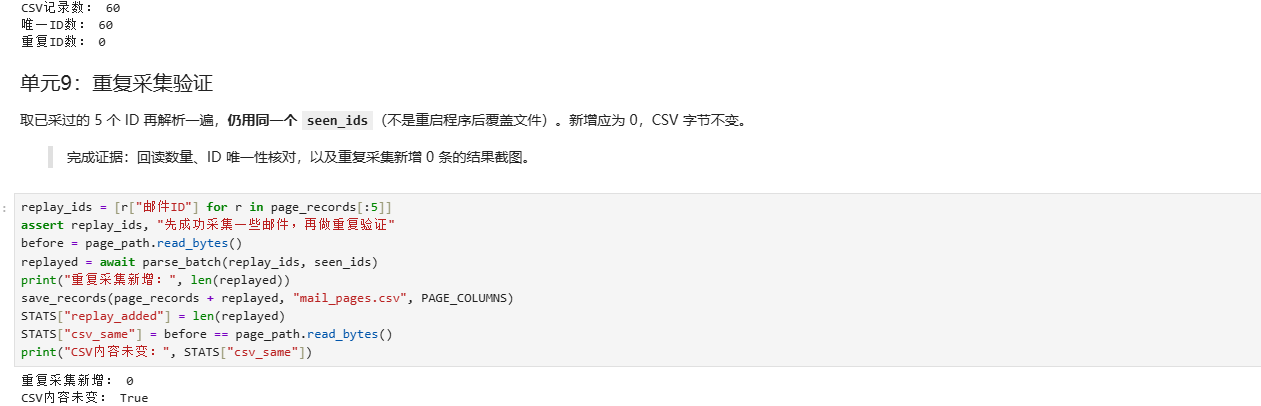 CSV记录数： 60
唯一ID数： 60
重复ID数： 0
单元9：重复采集验证
取已采过的 5 个 ID 再解析一遍，仍用同一个 seen_ids（不是重启程序后覆盖文件）。新增应为 0，CSV 字节不变。
完成证据：回读数量、ID 唯一性核对，以及重复采集新增 0 条的结果截图。
:
replay_ids = [r["邮件ID"] for r in page_records[:5]]
assert replay_ids, "先成功采集一些邮件，再做重复验证"
before = page_path.read_bytes()
replayed = await parse_batch(replay_ids, seen_ids)
print("重复采集新增：", len(replayed))
save_records(page_records + replayed, "mail_pages.csv", PAGE_COLUMNS)
STATS["replay_added"] = len(replayed)
STATS["csv_same"] = before == page_path.read_bytes()
print("CSV内容未变：", STATS["csv_same"])
重复采集新增： 0
CSV内容未变： True